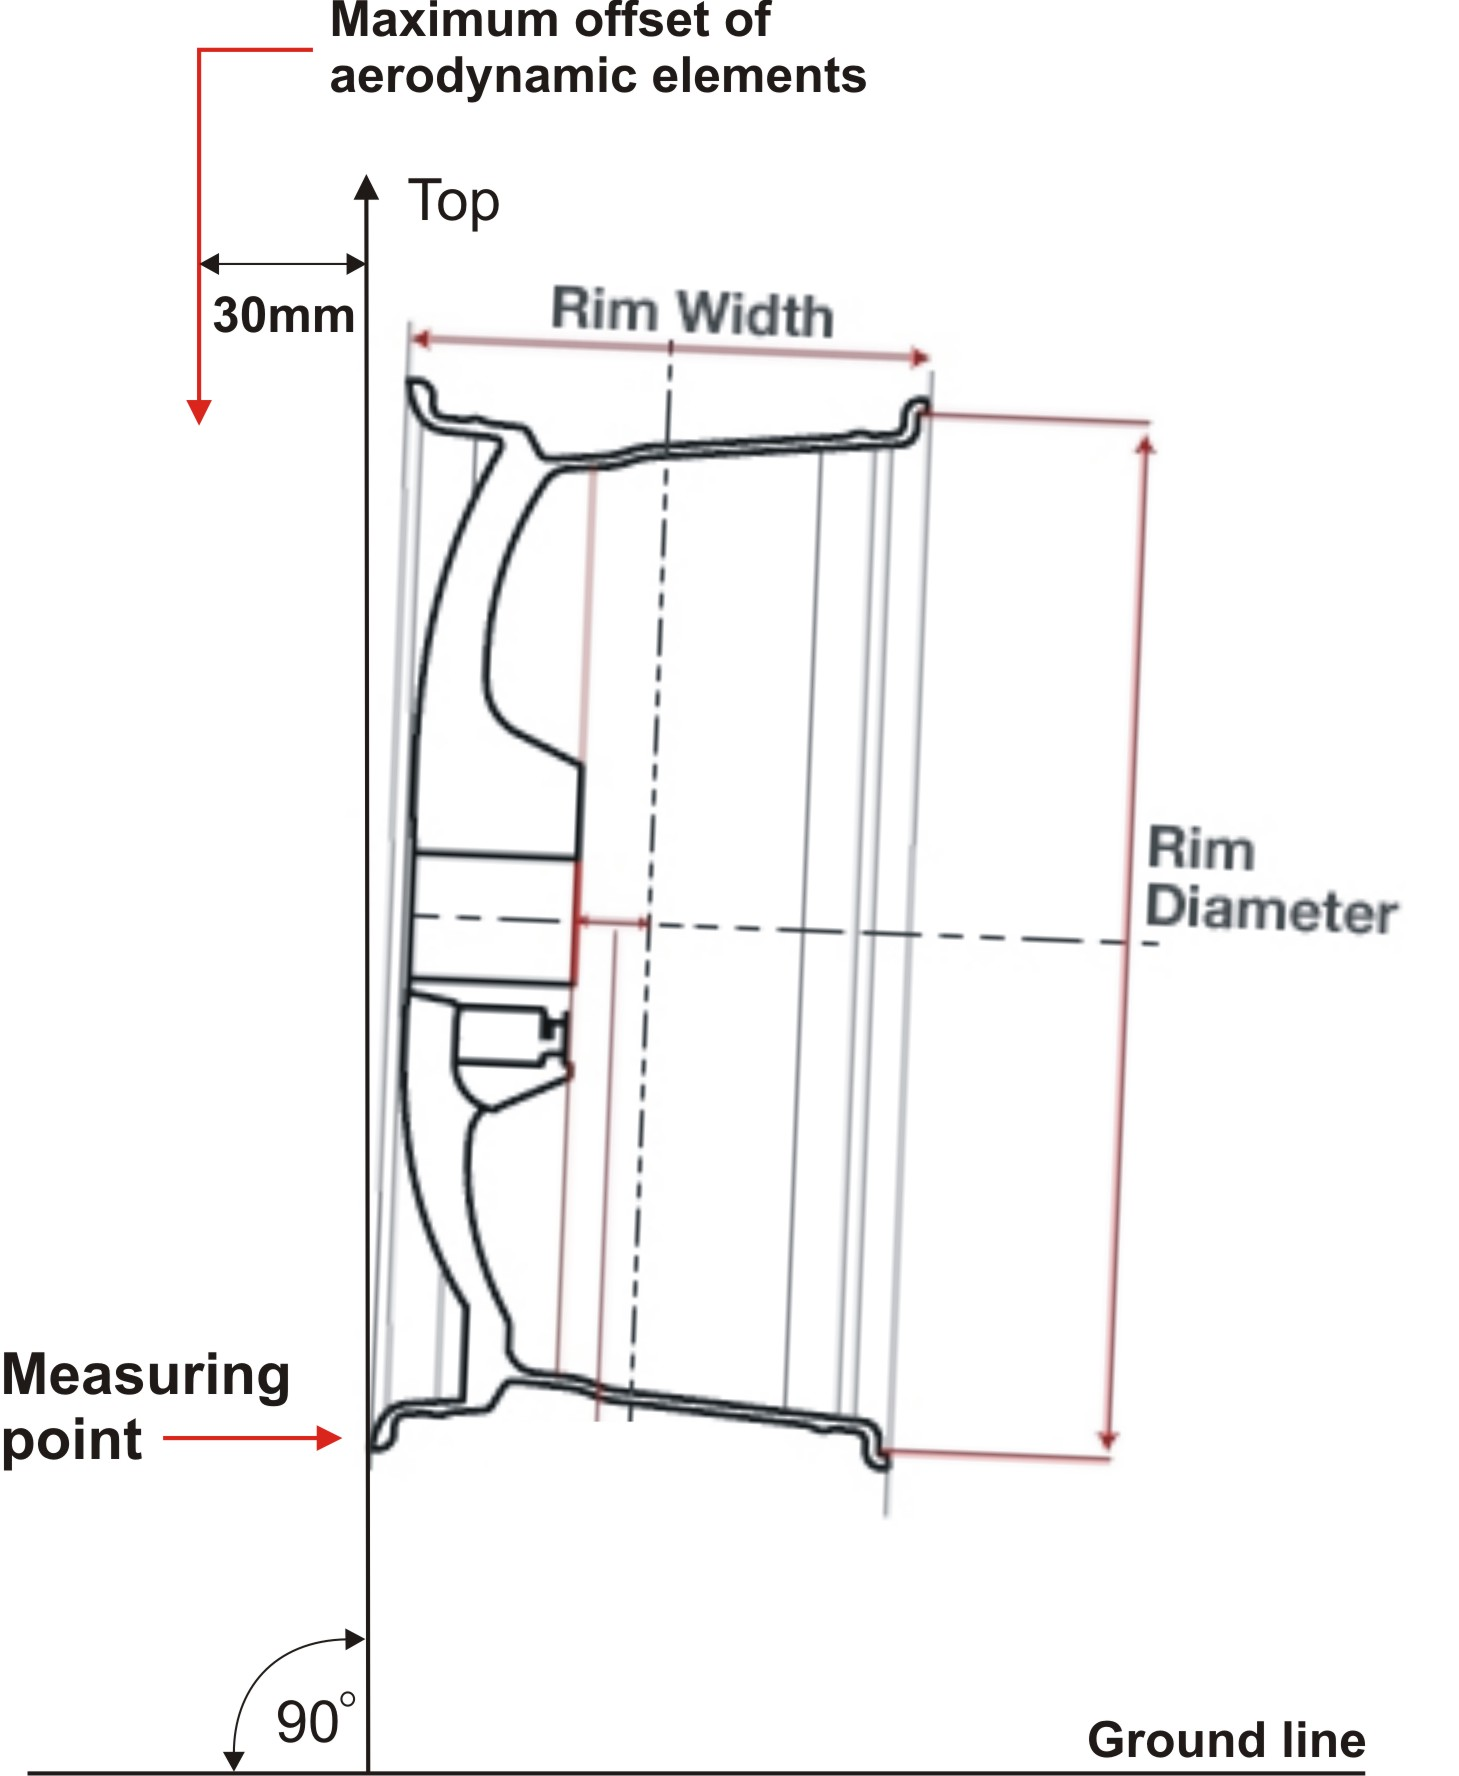 Maximum offset of
aerodynamic elements
Top
30mm
Rim Width
Rim
Diameter
Measuring
point
90°
Ground line